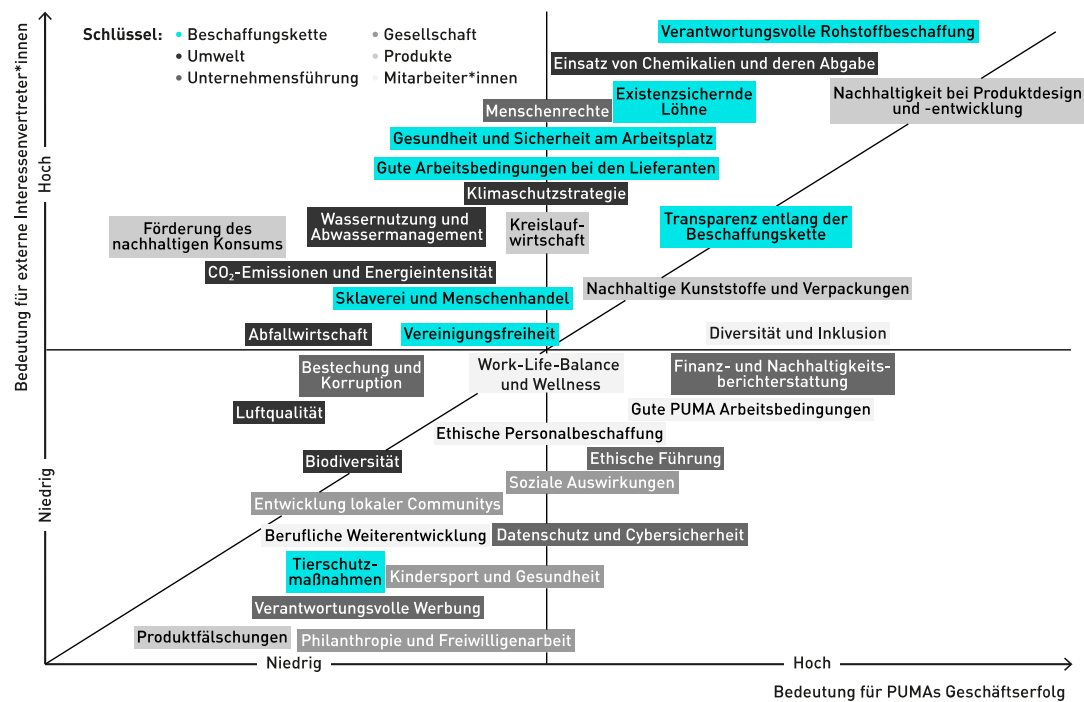 Bedeutung für externe Interessenvertreter*innen
Hoch
Niedrig
Schlüssel:
• Beschaffungskette
• Umwelt
• Unternehmensführung
• Gesellschaft
• Produkte
• Mitarbeiter*innen
Verantwortungsvolle Rohstoffbeschaffung
Einsatz von Chemikalien und deren Abgabe
Existenzsichernde
Löhne
Nachhaltigkeit bei Produktdesign
und -entwicklung
Menschenrechte
Gesundheit und Sicherheit am Arbeitsplatz
Gute Arbeitsbedingungen bei den Lieferanten
Klimaschutzstrategie
Förderung des
nachhaltigen Konsums
Wassernutzung und
Abwassermanagement
Kreislauf-
wirtschaft
Transparenz entlang der
Beschaffungskette
CO₂-Emissionen und Energieintensität
Nachhaltige Kunststoffe und Verpackungen
Sklaverei und Menschenhandel
Abfallwirtschaft
Vereinigungsfreiheit
Diversität und Inklusion
Bestechung und
Korruption
Work-Life-Balance
und Wellness
Finanz- und Nachhaltigkeits-
berichterstattung
Luftqualität
Gute PUMA Arbeitsbedingungen
Ethische Personalbeschaffung
Biodiversität
Ethische Führung
Soziale Auswirkungen
Entwicklung lokaler Communitys
Berufliche Weiterentwicklung
Datenschutz und Cybersicherheit
Tierschutz-
maßnahmen
Kindersport und Gesundheit
Verantwortungsvolle Werbung
Produktfälschungen
Philanthropie und Freiwilligenarbeit
Niedrig
Hoch
Bedeutung für PUMAs Geschäftserfolg